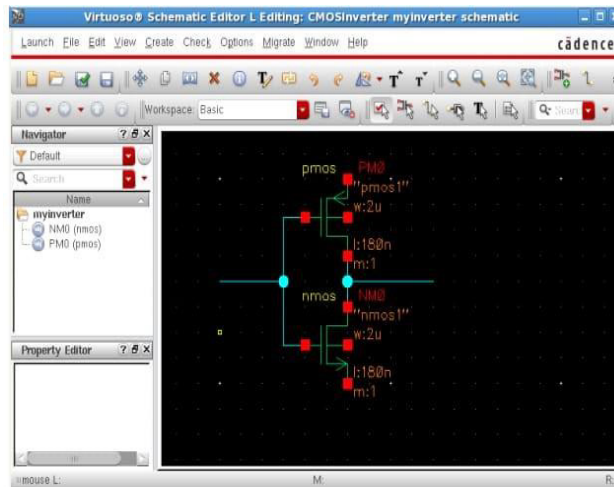 Virtuoso® Schematic Editor L Editing: CMOSInverter myinverter schematic
Launch File Edit View Create Check Options Migrate Window Help cādence
Workspace: Basic
Navigator
Default
Search
Name
myinverter
NM0 (nmos)
PM0 (pmos)
Property Editor
pmos PM0
"pmos1"
w:2u
l:180n
m:1
nmos NM0
"nmos1"
w:2u
l:180n
m:1
mouse L: M: R: